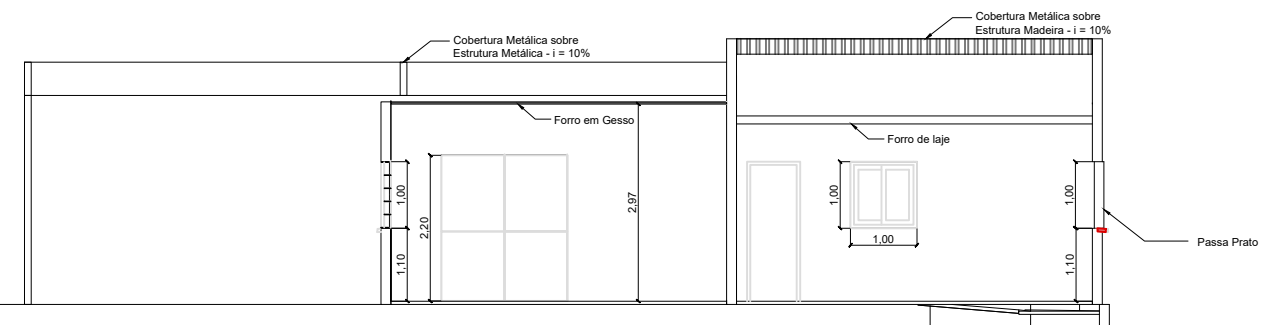 Cobertura Metálica sobre
Estrutura Madeira - i = 10%
Cobertura Metálica sobre
Estrutura Metálica - i = 10%
Forro em Gesso
Forro de laje
1,00
1,10
2,20
2,97
1,00
1,00
1,00
1,10
Passa Prato